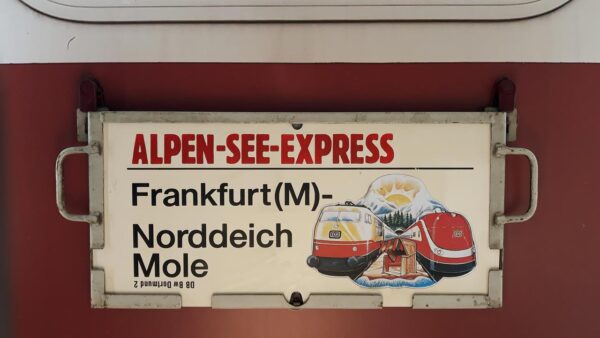 ALPEN-SEE-EXPRESS
Frankfurt(M)-
Norddeich
Mole
DB Bw Dortmund 2